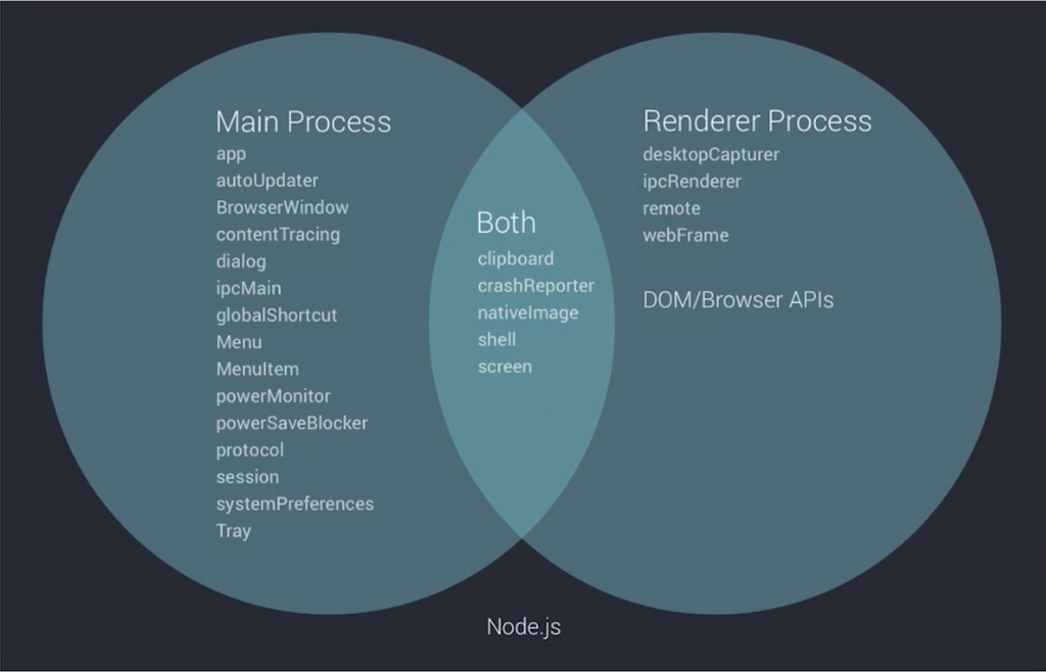 Main Process
app
autoUpdater
BrowserWindow
contentTracing
dialog
ipcMain
globalShortcut
Menu
MenuItem
powerMonitor
powerSaveBlocker
protocol
session
systemPreferences
Tray
Both
clipboard
crashReporter
nativeImage
shell
screen
Renderer Process
desktopCapturer
ipcRenderer
remote
webFrame
DOM/Browser APIs
Node.js